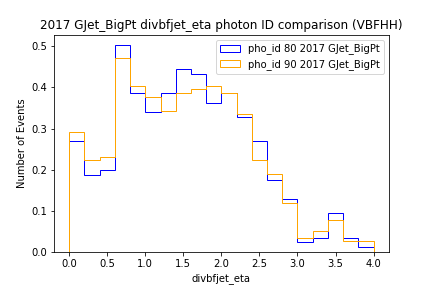 2017 GJet_BigPt divbfjet_eta photon ID comparison (VBFHH)
pho_id 80 2017 GJet_BigPt
pho_id 90 2017 GJet_BigPt
Number of Events
0.5
0.4
0.3
0.2
0.1
0.0
0.0 0.5 1.0 1.5 2.0 2.5 3.0 3.5 4.0
divbfjet_eta